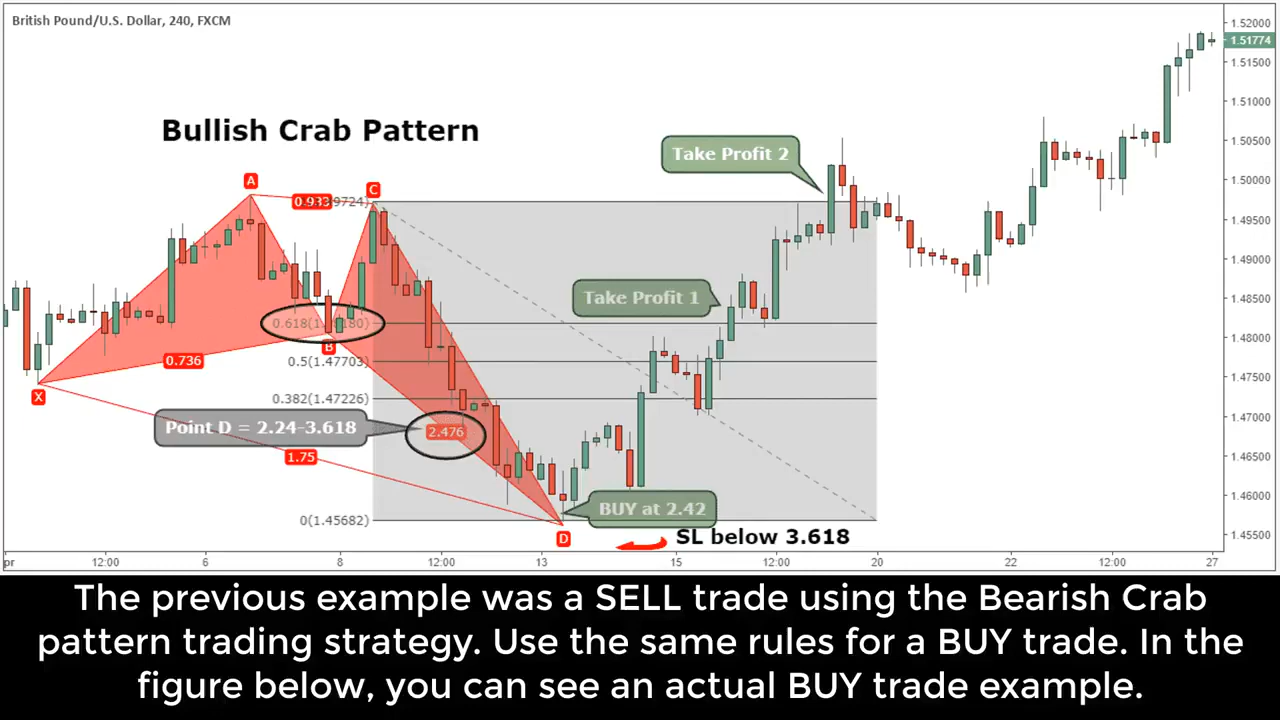 British Pound/U.S. Dollar, 240, FXCM
1.52000
1.51774
1.51500
1.51000
Bullish Crab Pattern
1.50500
Take Profit 2
A
1.50000
C
0.933
9724)
1.49500
1.49000
Take Profit 1
1.48500
0.618(1.
180)
1.48000
B
0.736
0.5(1.47703)
1.47500
X
0.382(1.47226)
1.47000
Point D = 2.24-3.618
2.476
1.75
1.46500
1.46000
BUY at 2.42
0(1.45682)
D
SL below 3.618
1.45500
pr
12:00
6
8
12:00
13
15
12:00
20
22
12:00
27
The previous example was a SELL trade using the Bearish Crab
pattern trading strategy. Use the same rules for a BUY trade. In the
figure below, you can see an actual BUY trade example.